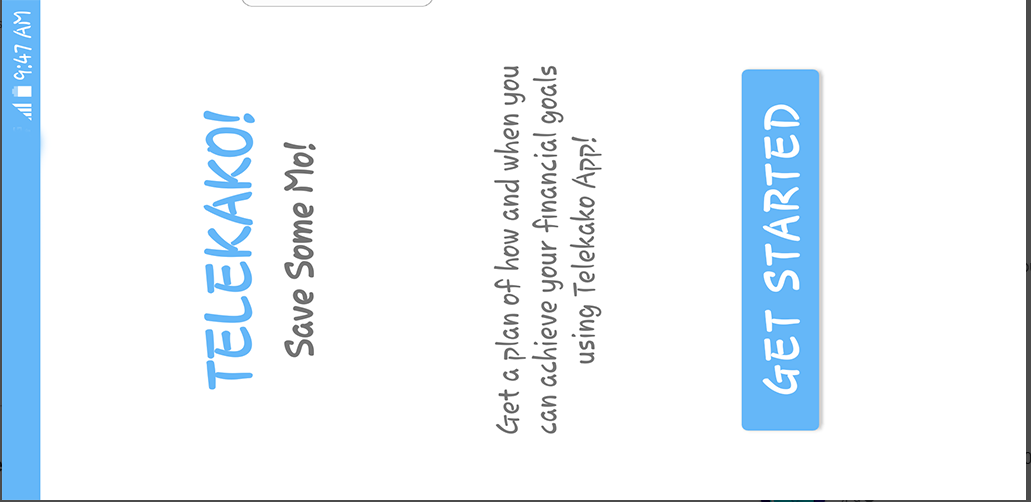 9:47 AM
TELEKAKO!
Save Some Mo!
Get a plan of how and when you
can achieve your financial goals
using Telekako App!
GET STARTED